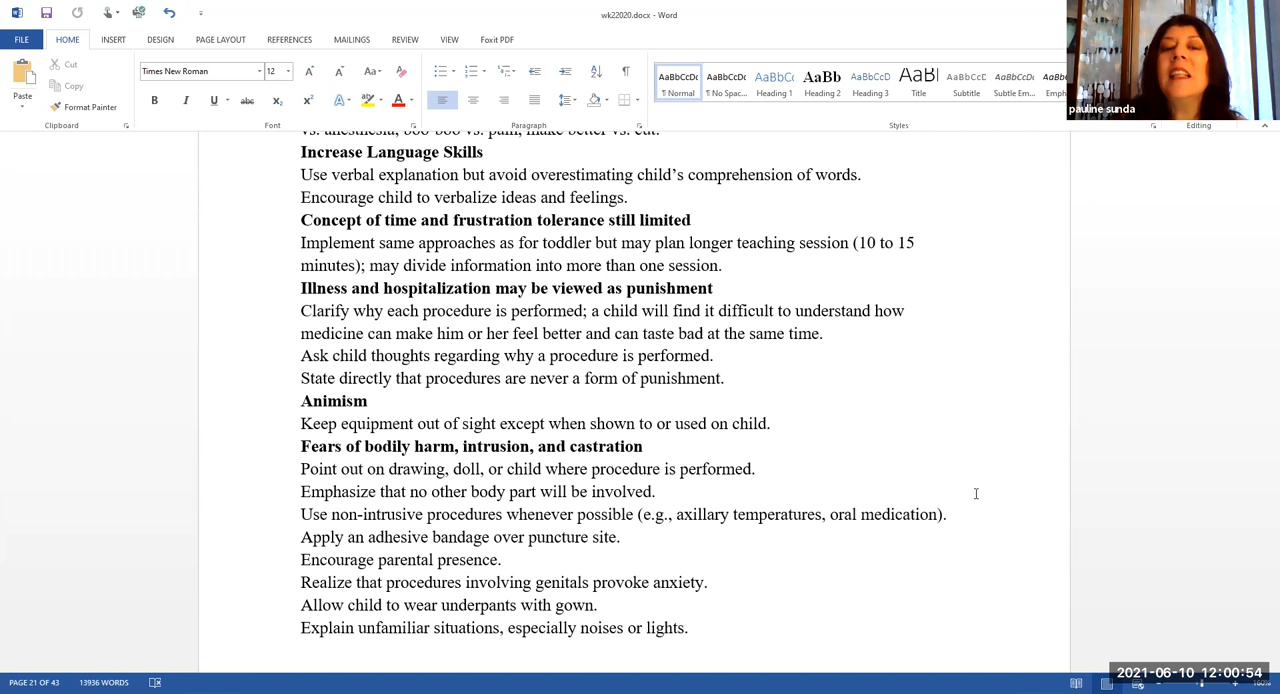 wk22020.docx - Word
FILE HOME INSERT DESIGN PAGE LAYOUT REFERENCES MAILINGS REVIEW VIEW Foxit PDF
Paste
Cut
Copy
Format Painter
Clipboard
Times New Roman 12
Font
Paragraph
AaBbCcDc AaBbCcDc AaBbCc AaBb AaBbCcD AaB AaBbCcD AaBbCcDc
¶ Normal ¶ No Spac... Heading 1 Heading 2 Heading 3 Title Subtitle Subtle Em... Emph
Styles
Editing
pauline sunda
vs. anesthesia, boo-boo vs. pain, make better vs. cut.
Increase Language Skills
Use verbal explanation but avoid overestimating child’s comprehension of words.
Encourage child to verbalize ideas and feelings.
Concept of time and frustration tolerance still limited
Implement same approaches as for toddler but may plan longer teaching session (10 to 15
minutes); may divide information into more than one session.
Illness and hospitalization may be viewed as punishment
Clarify why each procedure is performed; a child will find it difficult to understand how
medicine can make him or her feel better and can taste bad at the same time.
Ask child thoughts regarding why a procedure is performed.
State directly that procedures are never a form of punishment.
Animism
Keep equipment out of sight except when shown to or used on child.
Fears of bodily harm, intrusion, and castration
Point out on drawing, doll, or child where procedure is performed.
Emphasize that no other body part will be involved.
Use non-intrusive procedures whenever possible (e.g., axillary temperatures, oral medication).
Apply an adhesive bandage over puncture site.
Encourage parental presence.
Realize that procedures involving genitals provoke anxiety.
Allow child to wear underpants with gown.
Explain unfamiliar situations, especially noises or lights.
PAGE 21 OF 43 13936 WORDS
2021-06-10 12:00:54